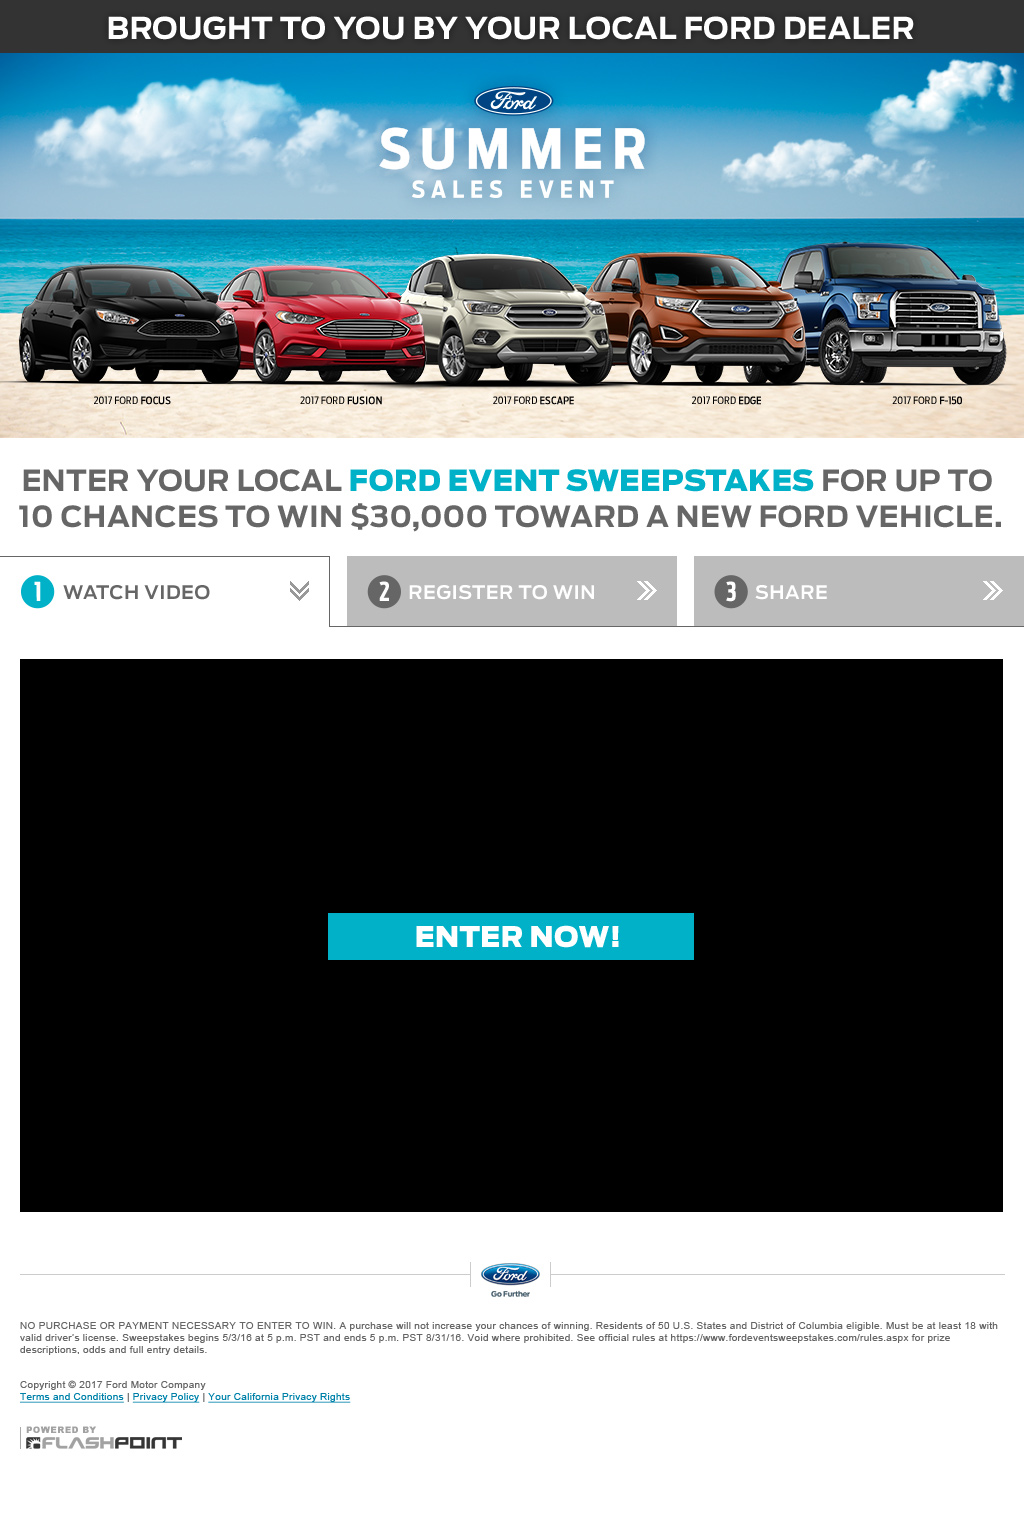 BROUGHT TO YOU BY YOUR LOCAL FORD DEALER
Ford
SUMMER
SALES EVENT
2017 FORD FOCUS
2017 FORD FUSION
2017 FORD ESCAPE
2017 FORD EDGE
2017 FORD F-150
ENTER YOUR LOCAL FORD EVENT SWEEPSTAKES FOR UP TO
10 CHANCES TO WIN $30,000 TOWARD A NEW FORD VEHICLE.
1 WATCH VIDEO
2 REGISTER TO WIN
3 SHARE
ENTER NOW!
Ford
Go Further
NO PURCHASE OR PAYMENT NECESSARY TO ENTER TO WIN. A purchase will not increase your chances of winning. Residents of 50 U.S. States and District of Columbia eligible. Must be at least 18 with
valid driver's license. Sweepstakes begins 5/3/16 at 5 p.m. PST and ends 5 p.m. PST 8/31/16. Void where prohibited. See official rules at https://www.fordeventsweepstakes.com/rules.aspx for prize
descriptions, odds and full entry details.
Copyright © 2017 Ford Motor Company
Terms and Conditions | Privacy Policy | Your California Privacy Rights
POWERED BY
FLASHPOINT